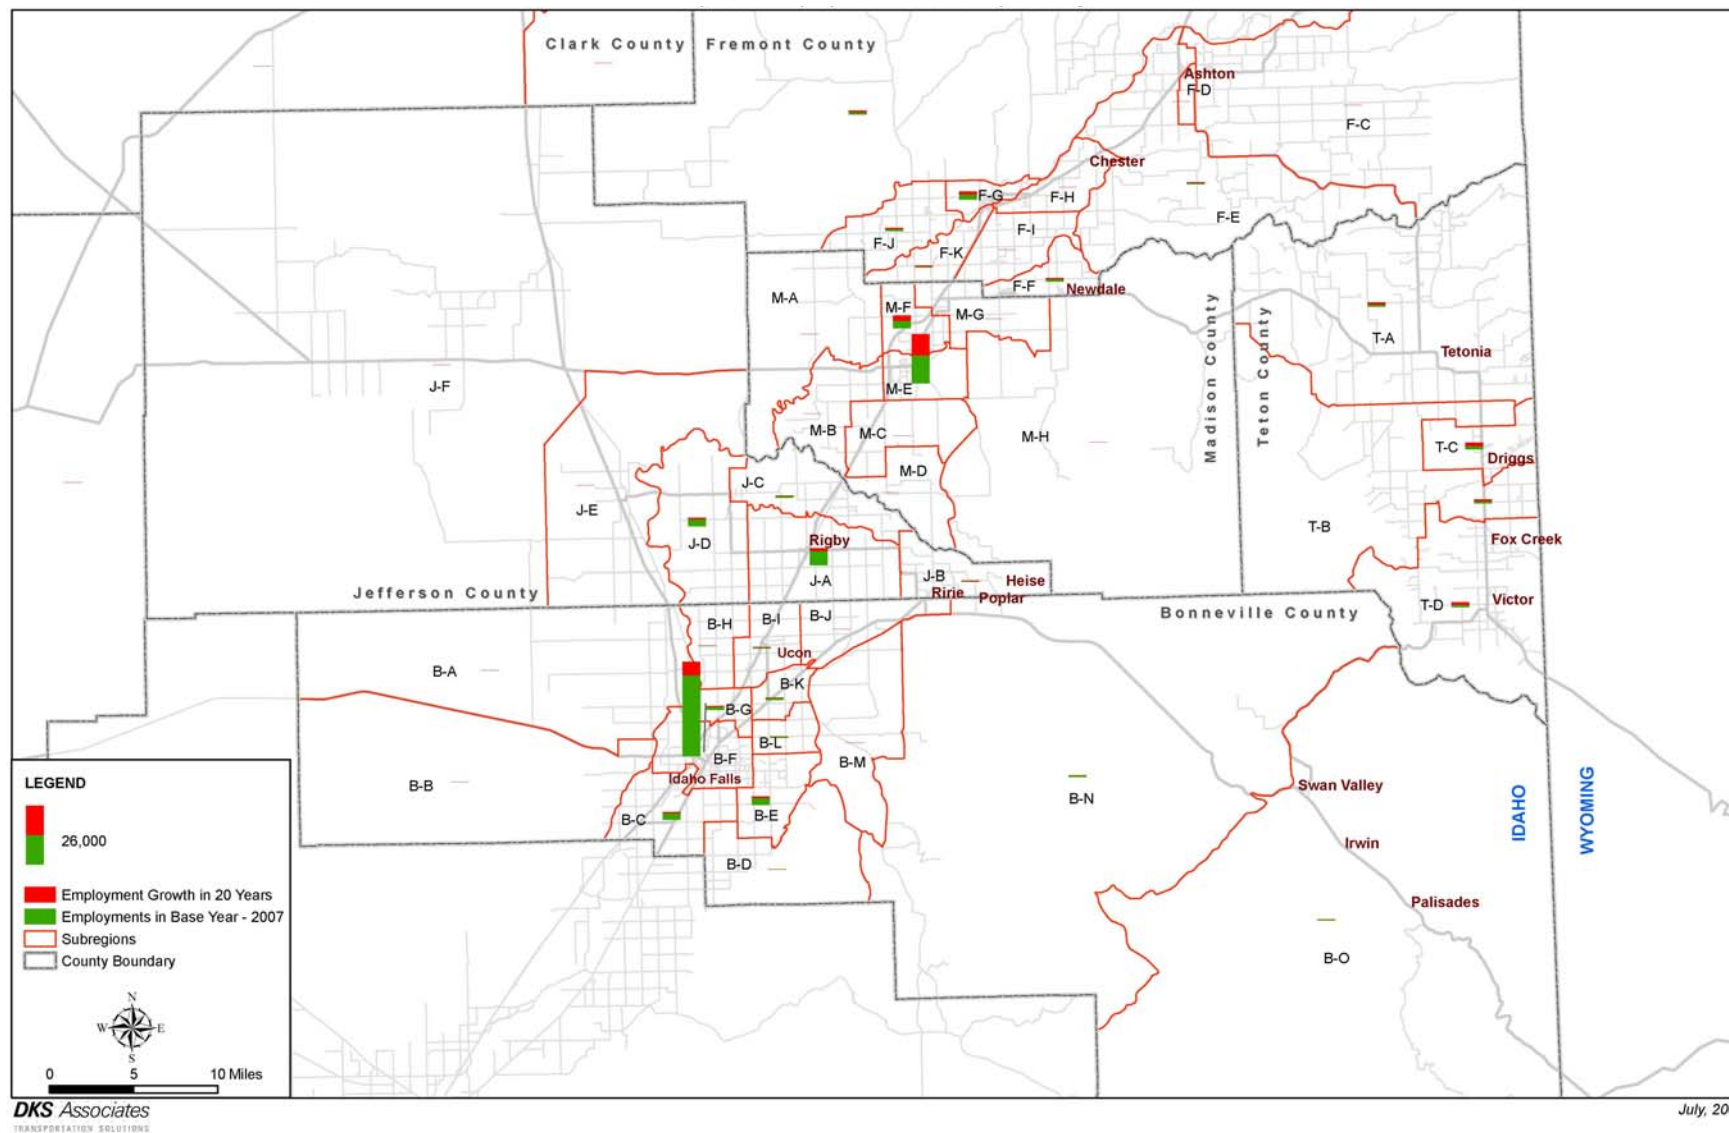 Clark County
Fremont County
Ashton
F-D
F-C
Chester
F-G
F-H
F-E
F-I
F-J
F-K
F-F
Newdale
M-A
M-F
M-G
Madison County
Teton County
T-A
Tetonia
J-F
M-E
M-B
M-C
M-H
T-C
Driggs
M-D
J-C
J-E
T-B
J-D
Rigby
Fox Creek
J-A
J-B
Heise
Ririe
Poplar
Jefferson County
T-D
Victor
Bonneville County
B-H
B-I
B-J
Ucon
B-A
B-K
B-G
B-L
B-F
B-M
Idaho Falls
B-B
B-N
Swan Valley
B-C
B-E
IDAHO
WYOMING
Irwin
B-D
Palisades
B-O
LEGEND
26,000
Employment Growth in 20 Years
Employments in Base Year - 2007
Subregions
County Boundary
N
W
E
S
0 5 10 Miles
DKS Associates
TRANSPORTATION SOLUTIONS
July, 20